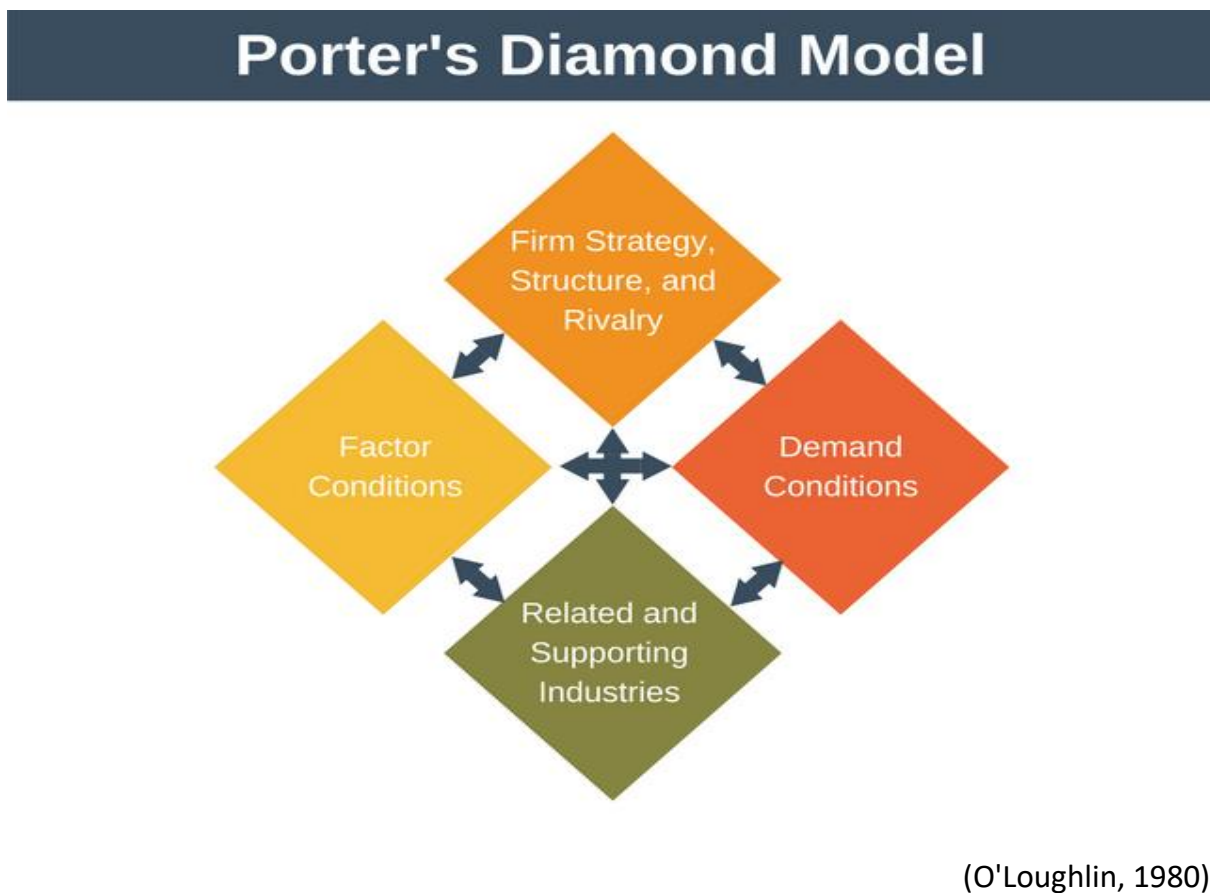 Porter's Diamond Model
Firm Strategy,
Structure, and
Rivalry
Factor
Conditions
Demand
Conditions
Related and
Supporting
Industries
(O'Loughlin, 1980)